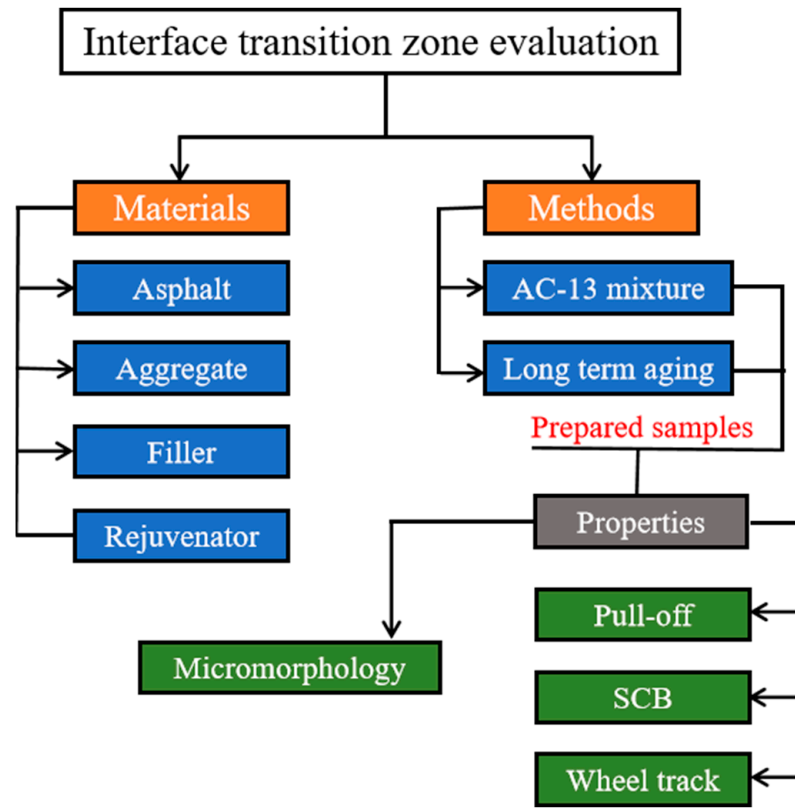 Interface transition zone evaluation
Materials
Methods
Asphalt
AC-13 mixture
Aggregate
Long term aging
Prepared samples
Filler
Properties
Rejuvenator
Pull-off
Micromorphology
SCB
Wheel track